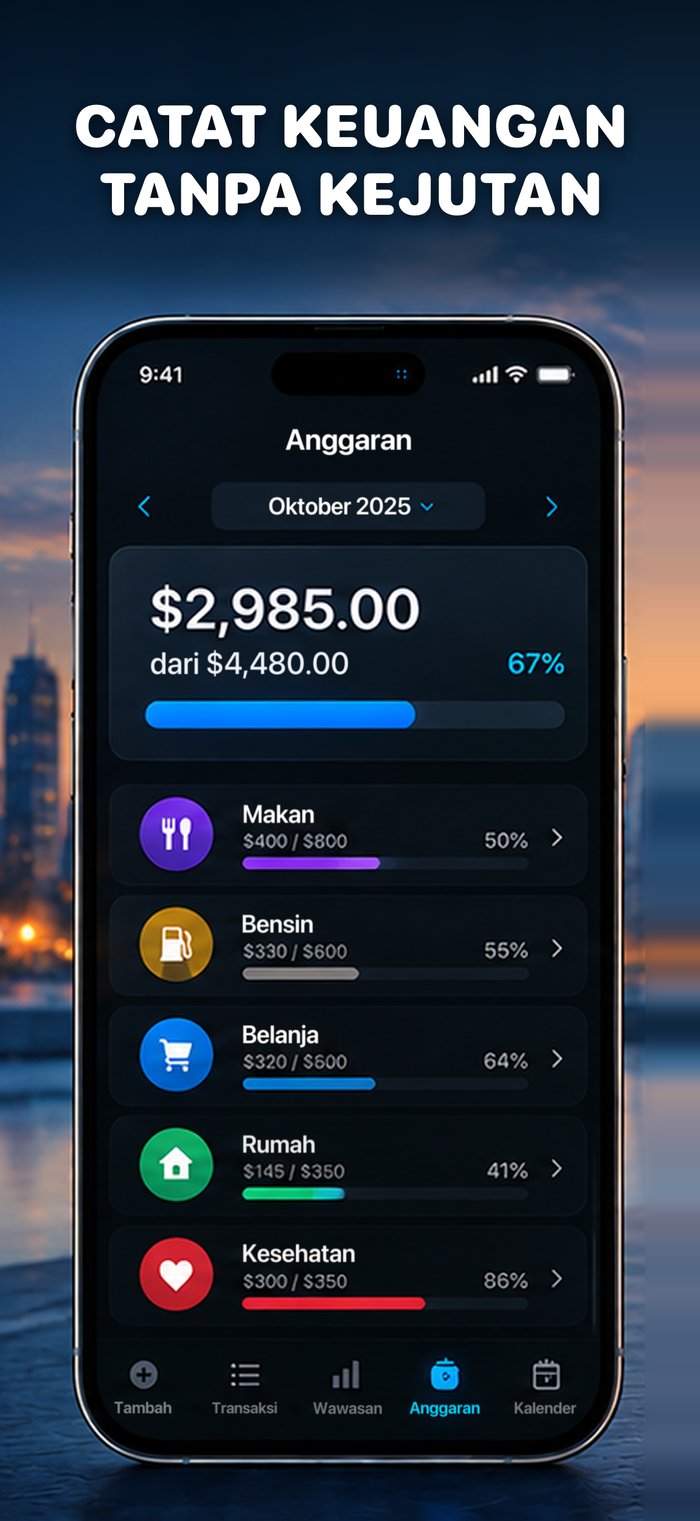 CATAT KEUANGAN
TANPA KEJUTAN
9:41
Anggaran
Oktober 2025
$2,985.00
dari $4,480.00
67%
Makan
$400 / $800
50%
Bensin
$330 / $600
55%
Belanja
$320 / $600
64%
Rumah
$145 / $350
41%
Kesehatan
$300 / $350
86%
Tambah
Transaksi
Wawasan
Anggaran
Kalender